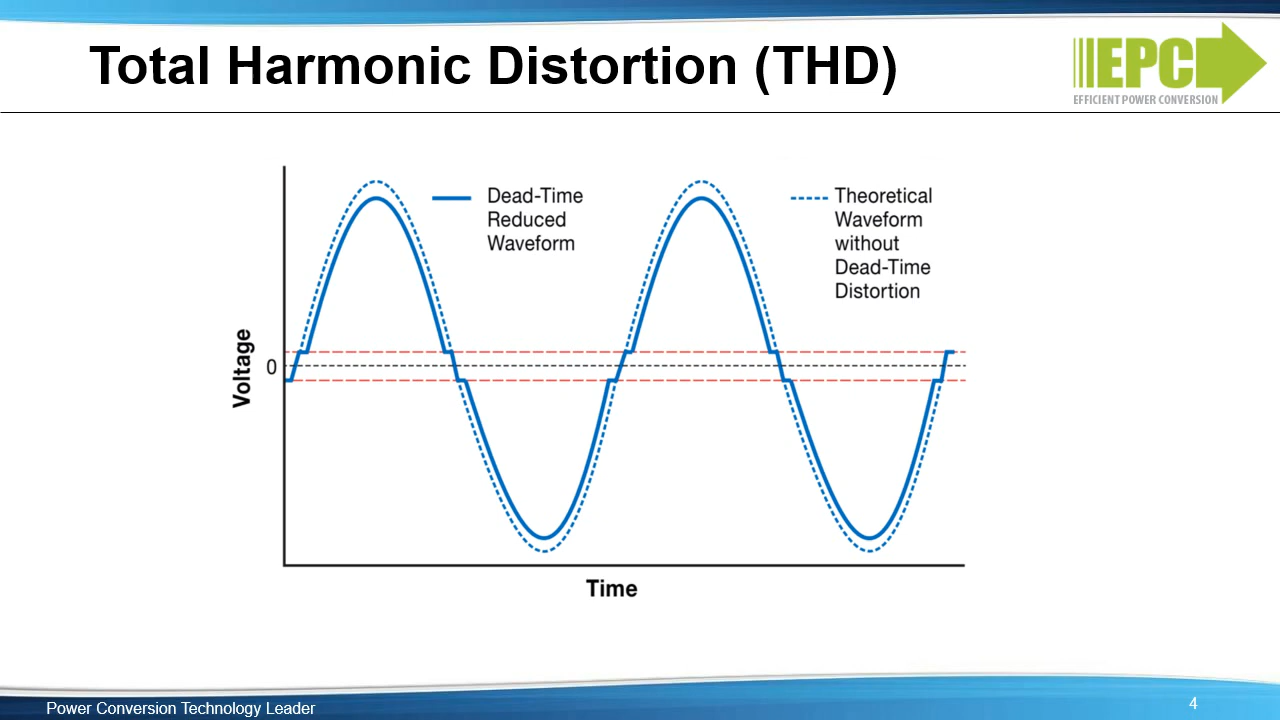 Total Harmonic Distortion (THD)
EPC
EFFICIENT POWER CONVERSION
Dead-Time
Reduced
Waveform
Theoretical
Waveform
without
Dead-Time
Distortion
Voltage
0
Time
Power Conversion Technology Leader
4